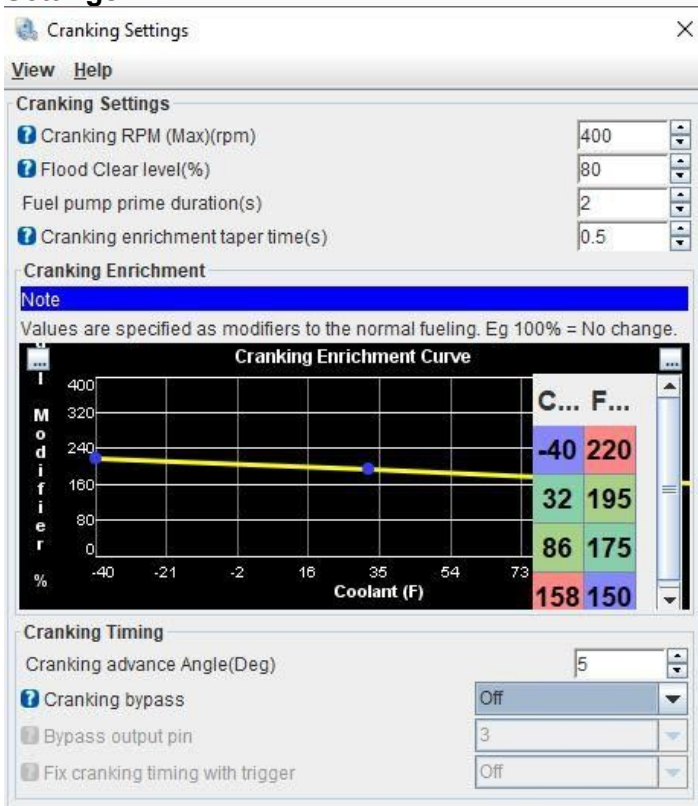 Cranking Settings
View Help
Cranking Settings
Cranking RPM (Max)(rpm) 400
Flood Clear level(%) 80
Fuel pump prime duration(s) 2
Cranking enrichment taper time(s) 0.5
Cranking Enrichment
Note
Values are specified as modifiers to the normal fueling. Eg 100% = No change.
Cranking Enrichment Curve
Modifier %
400
320
240
160
80
0
-40 -21 -2 16 35 54 73
Coolant (F)
C... F...
-40 220
32 195
86 175
158 150
Cranking Timing
Cranking advance Angle(Deg) 5
Cranking bypass Off
Bypass output pin 3
Fix cranking timing with trigger Off